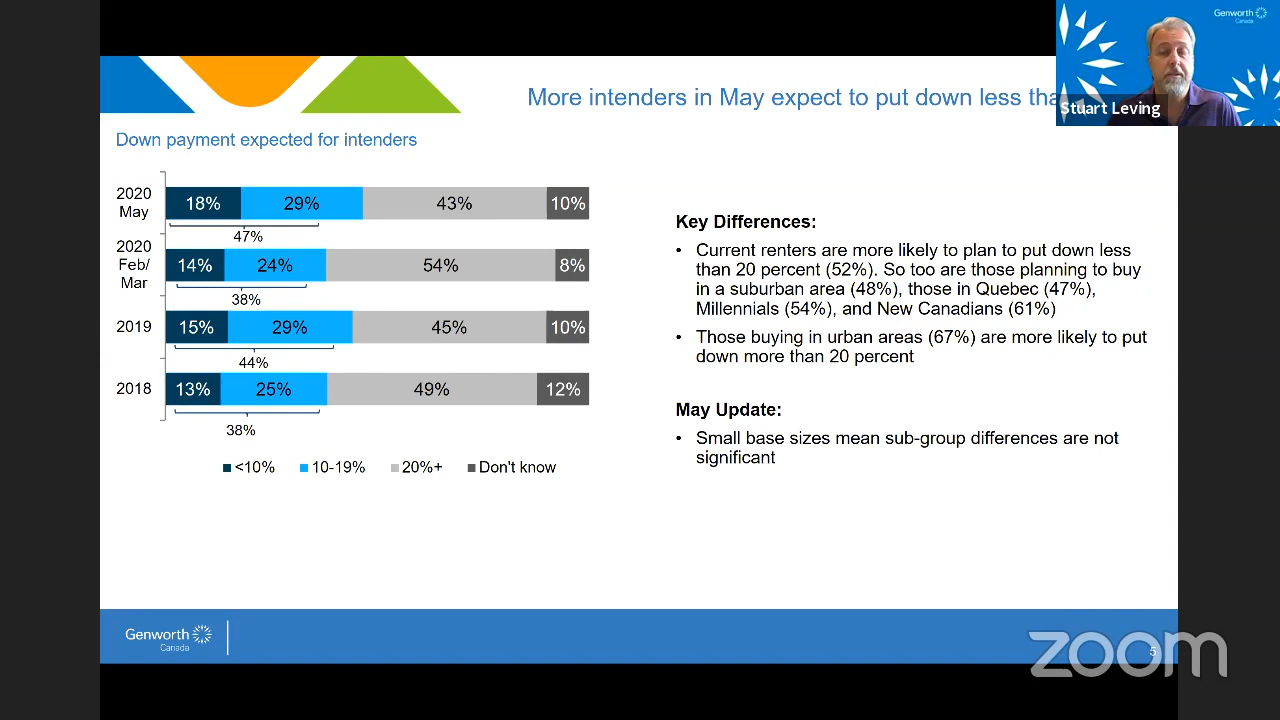 Genworth
Canada
Stuart Leving
More intenders in May expect to put down less
Down payment expected for intenders
2020
May
18%
29%
43%
10%
47%
2020
Feb/
Mar
14%
24%
54%
8%
38%
2019
15%
29%
45%
10%
44%
2018
13%
25%
49%
12%
38%
<10%
10-19%
20%+
Don't know
Key Differences:
• Current renters are more likely to plan to put down less
than 20 percent (52%). So too are those planning to buy
in a suburban area (48%), those in Quebec (47%),
Millennials (54%), and New Canadians (61%)
• Those buying in urban areas (67%) are more likely to put
down more than 20 percent
May Update:
• Small base sizes mean sub-group differences are not
significant
Genworth
Canada
5
zoom